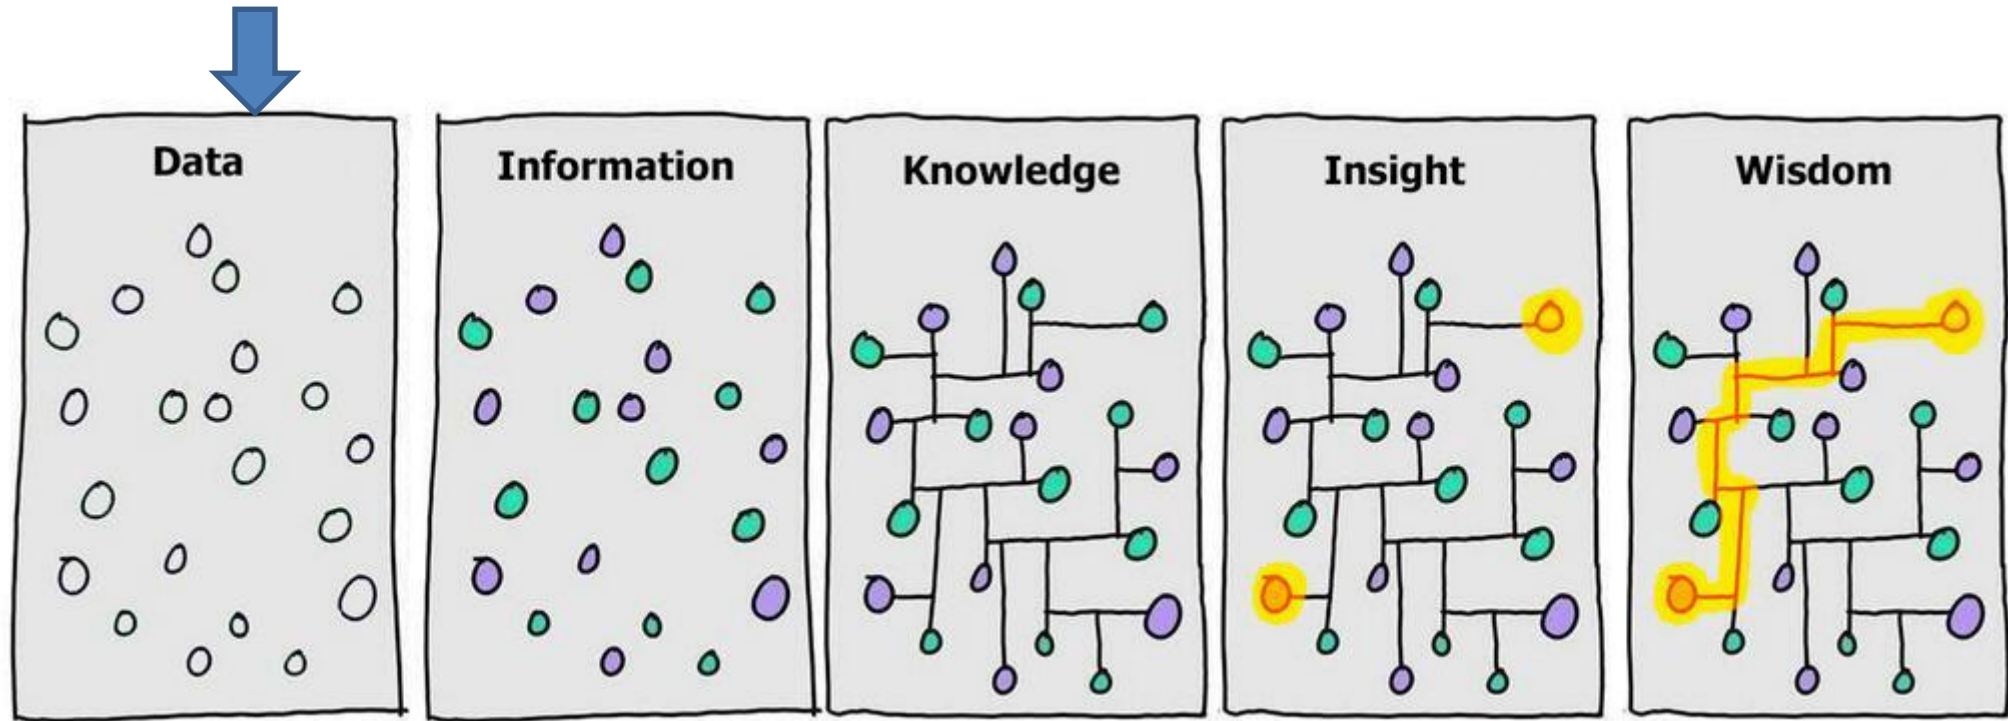 Data
Information
Knowledge
Insight
Wisdom